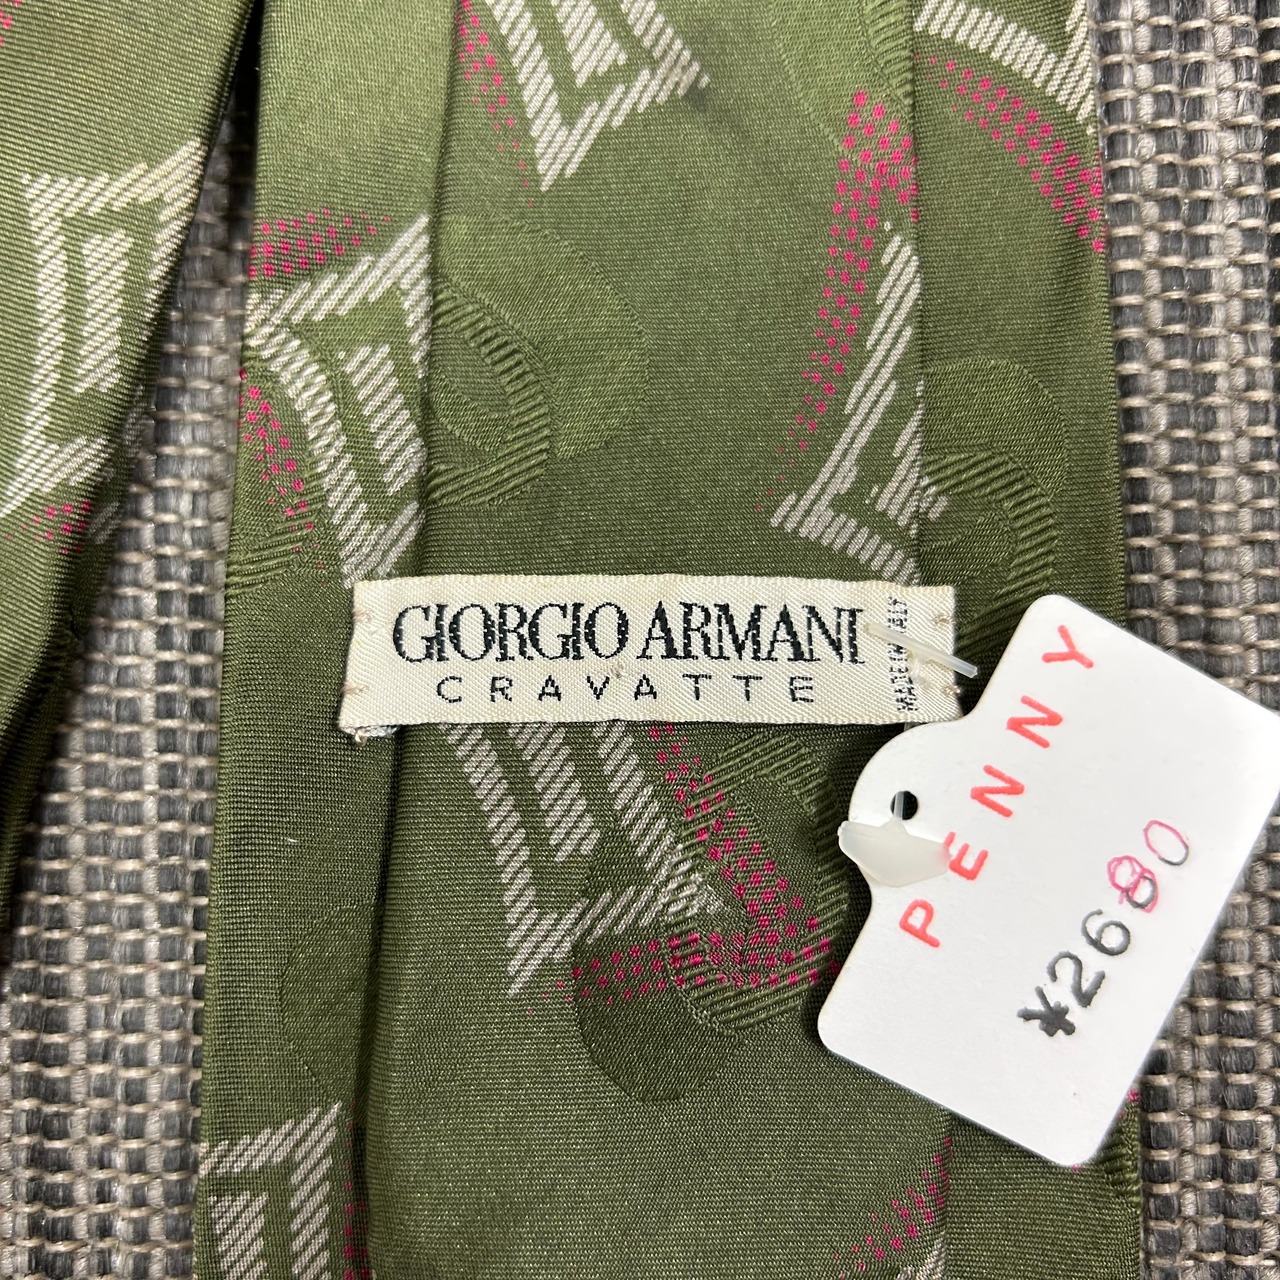 GIORGIO ARMANI
CRAVATTE
MADE IN ITALY
PENNY
¥2680